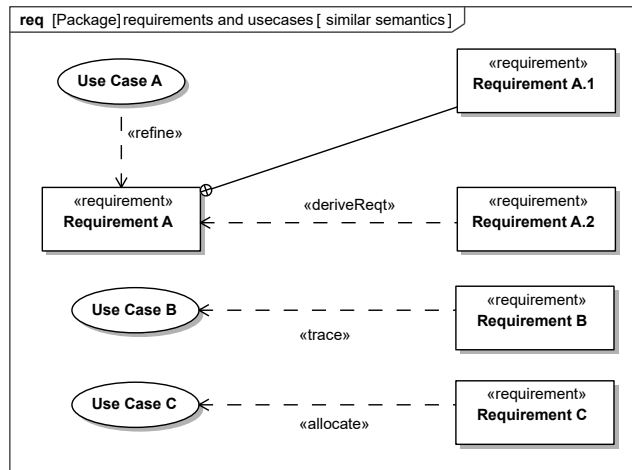 req [Package] requirements and usecases [ similar semantics ]
Use Case A
«requirement»
Requirement A.1
«refine»
«requirement»
Requirement A
«deriveReqt»
«requirement»
Requirement A.2
Use Case B
«requirement»
Requirement B
«trace»
Use Case C
«requirement»
Requirement C
«allocate»